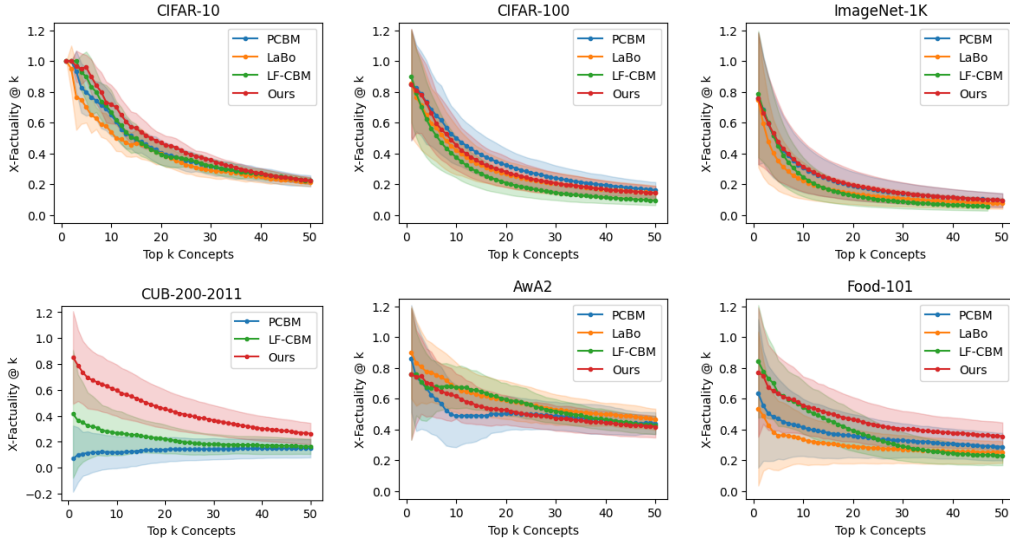 CIFAR-10
1.2
1.0
0.8
0.6
0.4
0.2
0.0
X-Factuality @ k
PCBM
LaBo
LF-CBM
Ours
0
10
20
30
40
50
Top k Concepts
CIFAR-100
1.2
1.0
0.8
0.6
0.4
0.2
0.0
X-Factuality @ k
PCBM
LaBo
LF-CBM
Ours
0
10
20
30
40
50
Top k Concepts
ImageNet-1K
1.2
1.0
0.8
0.6
0.4
0.2
0.0
X-Factuality @ k
PCBM
LaBo
LF-CBM
Ours
0
10
20
30
40
50
Top k Concepts
CUB-200-2011
1.2
1.0
0.8
0.6
0.4
0.2
0.0
−0.2
X-Factuality @ k
PCBM
LF-CBM
Ours
0
10
20
30
40
50
Top k Concepts
AwA2
1.2
1.0
0.8
0.6
0.4
0.2
0.0
X-Factuality @ k
PCBM
LaBo
LF-CBM
Ours
0
10
20
30
40
50
Top k Concepts
Food-101
1.2
1.0
0.8
0.6
0.4
0.2
0.0
X-Factuality @ k
PCBM
LaBo
LF-CBM
Ours
0
10
20
30
40
50
Top k Concepts